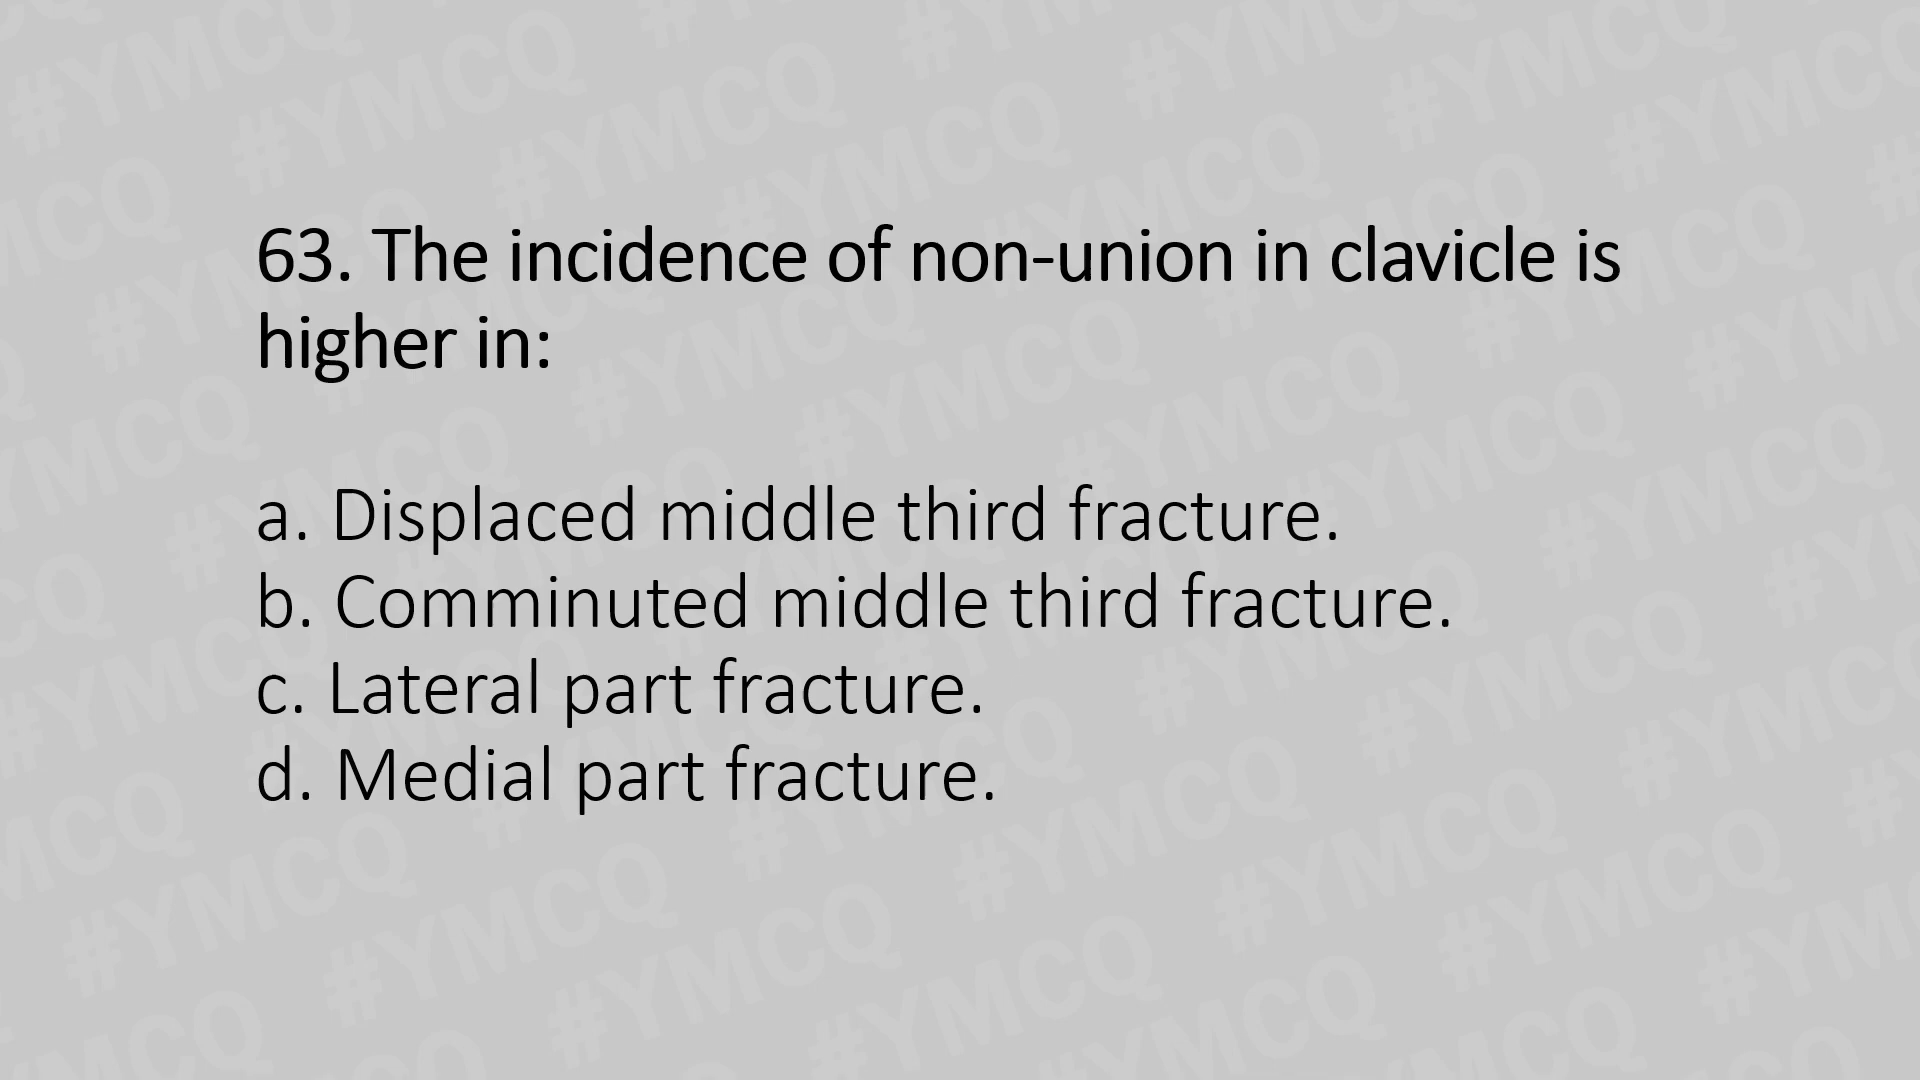 63. The incidence of non-union in clavicle is
higher in:
a. Displaced middle third fracture.
b. Comminuted middle third fracture.
c. Lateral part fracture.
d. Medial part fracture.
#YMCQ